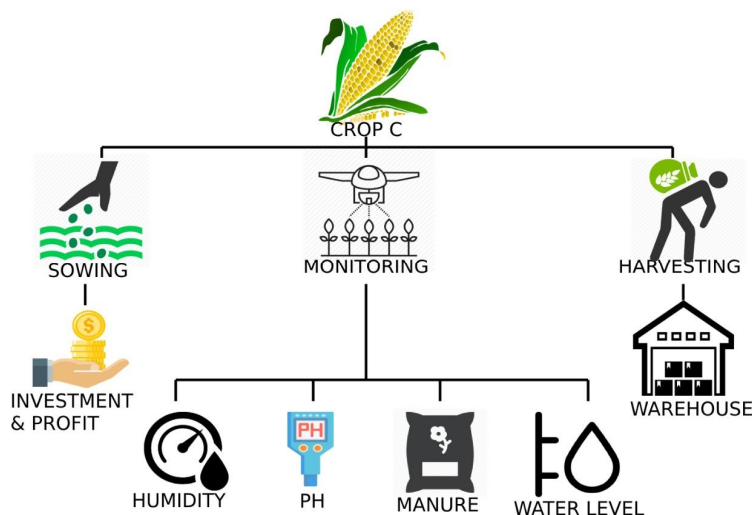 CROP C
SOWING
MONITORING
HARVESTING
$
INVESTMENT
& PROFIT
WAREHOUSE
PH
HUMIDITY
PH
MANURE
WATER LEVEL